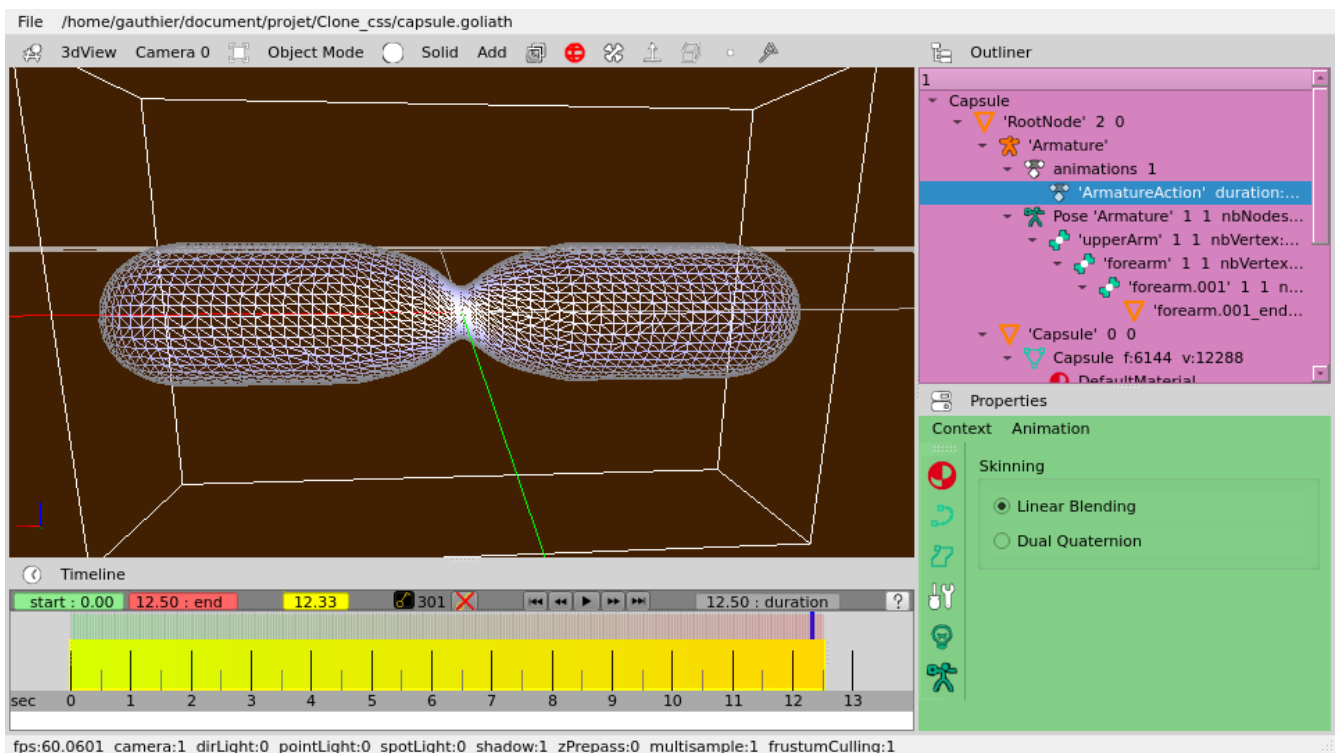 File /home/gauthier/document/projet/Clone_css/capsule.goliath
3dView Camera 0 Object Mode Solid Add
Outliner
1
Capsule
'RootNode' 2 0
'Armature'
animations 1
'ArmatureAction' duration:...
Pose 'Armature' 1 1 nbNodes...
'upperArm' 1 1 nbVertex:...
'forearm' 1 1 nbVertex...
'forearm.001' 1 1 n...
'forearm.001_end...
'Capsule' 0 0
Capsule f:6144 v:12288
DefaultMaterial
Properties
Context Animation
Skinning
Linear Blending
Dual Quaternion
Timeline
start : 0.00 12.50 : end 12.33 301 12.50 : duration ?
sec 0 1 2 3 4 5 6 7 8 9 10 11 12 13
fps:60.0601 camera:1 dirLight:0 pointLight:0 spotLight:0 shadow:1 zPrepass:0 multisample:1 frustumCulling:1